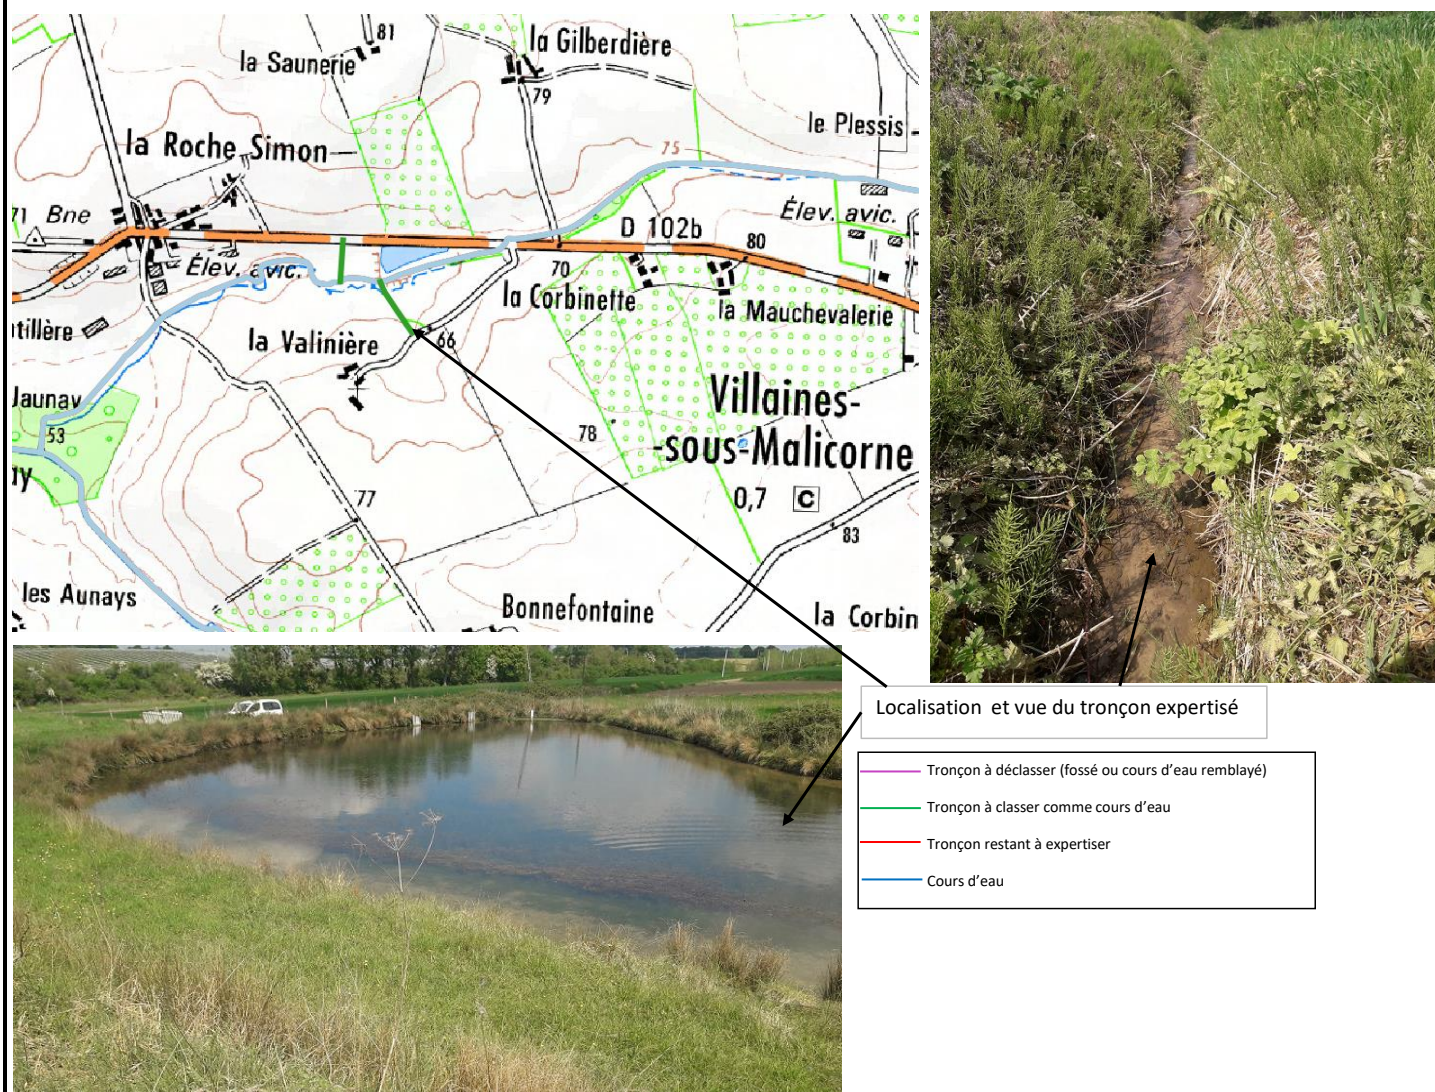 81
la Gilberdière
la Saunerie
79
le Plessis
la Roche Simon
75
71
Bne
Élev. avic.
D 102b
80
Élev. avic.
70
la Corbinette
la Mauchevalerie
tillère
la Valinière
66
Jaunay
53
Villaines-
-sous-Malicorne
78
ay
0,7 C
77
83
les Aunays
Bonnefontaine
la Corbin
Localisation et vue du tronçon expertisé
Tronçon à déclasser (fossé ou cours d'eau remblayé)
Tronçon à classer comme cours d'eau
Tronçon restant à expertiser
Cours d'eau